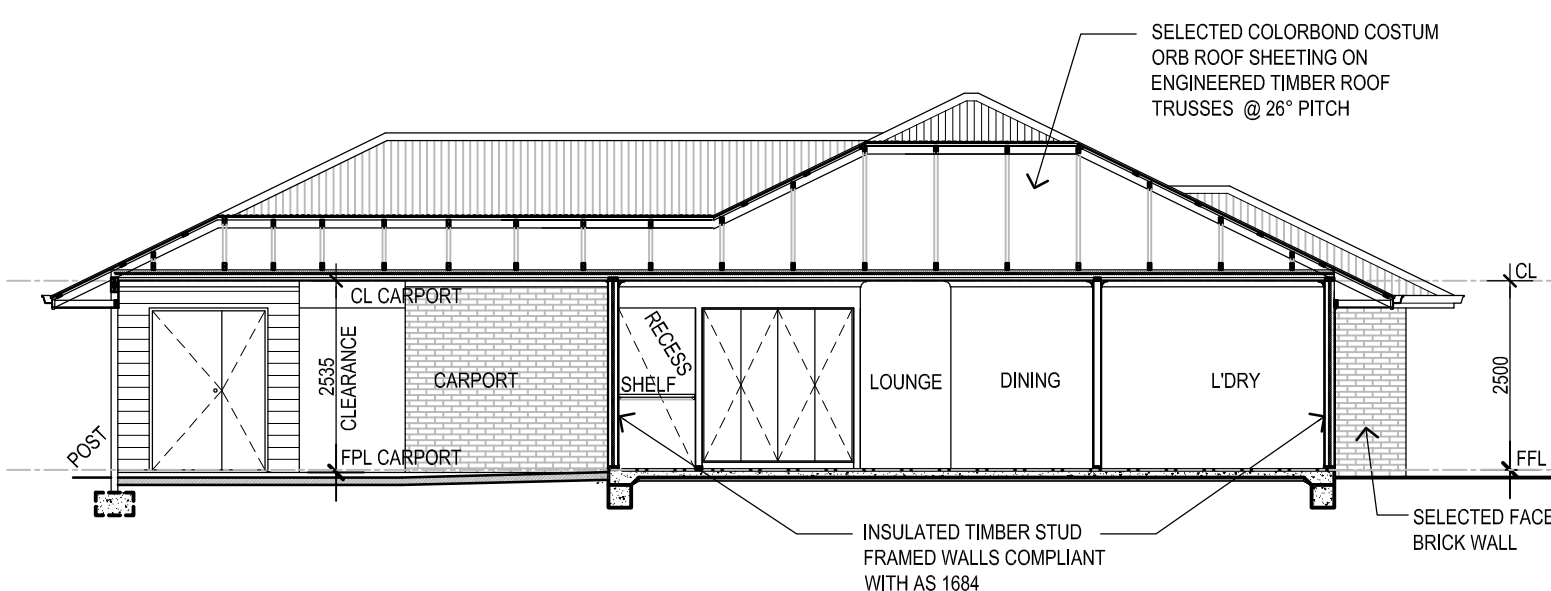 SELECTED COLORBOND COSTUM
ORB ROOF SHEETING ON
ENGINEERED TIMBER ROOF
TRUSSES @ 26° PITCH
CL
CL CARPORT
RECESS
2535
CLEARANCE
CARPORT
SHELF
LOUNGE
DINING
L'DRY
2500
POST
FPL CARPORT
FFL
INSULATED TIMBER STUD
FRAMED WALLS COMPLIANT
WITH AS 1684
SELECTED FACE
BRICK WALL